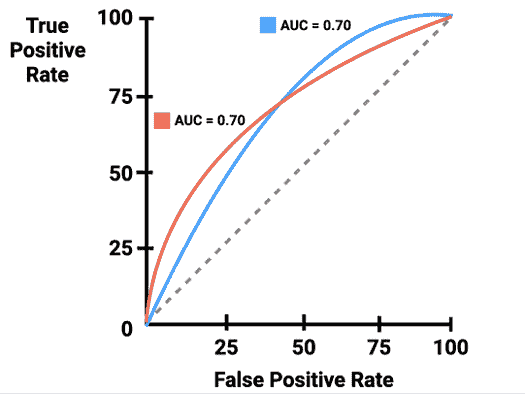 True
Positive
Rate
100
AUC = 0.70
75
AUC = 0.70
50
25
0
25
50
75
100
False Positive Rate